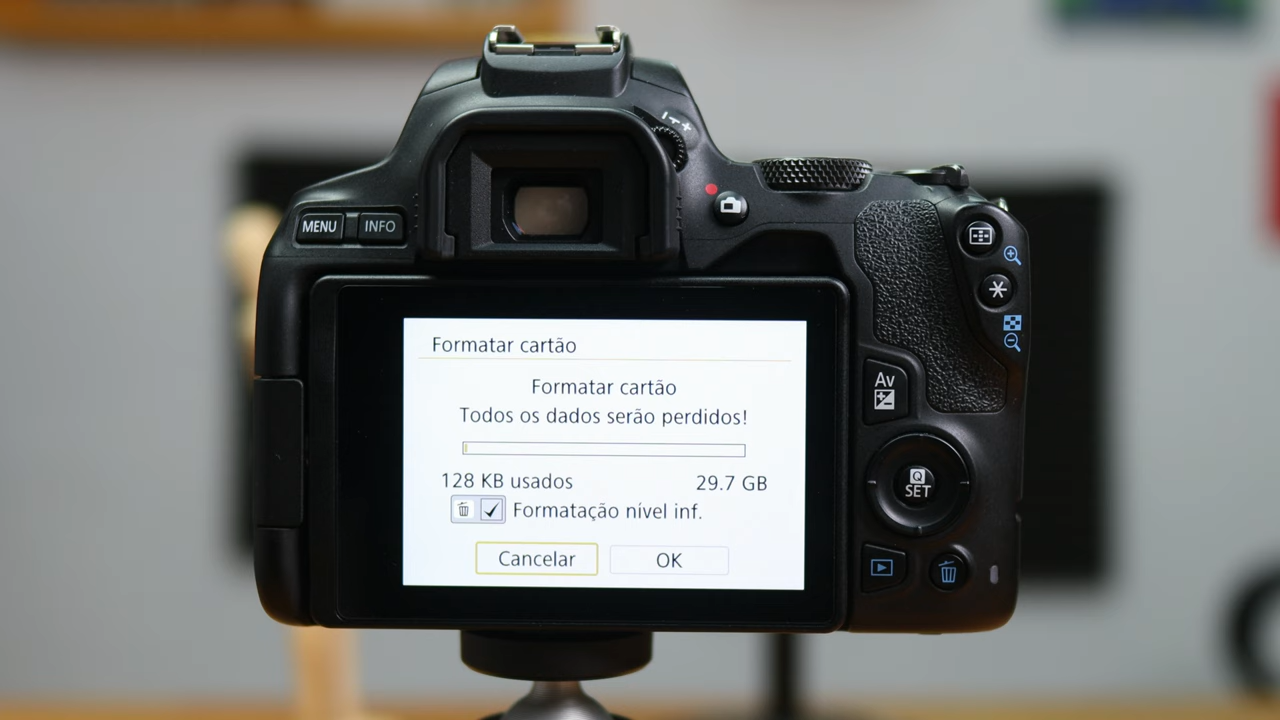 MENU INFO
Formatar cartão
Formatar cartão
Todos os dados serão perdidos!
128 KB usados 29.7 GB
Formatação nível inf.
Cancelar OK
Av
Q
SET